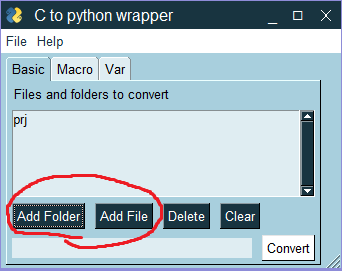 C to python wrapper
File Help
Basic Macro Var
Files and folders to convert
prj
Add Folder Add File Delete Clear
Convert